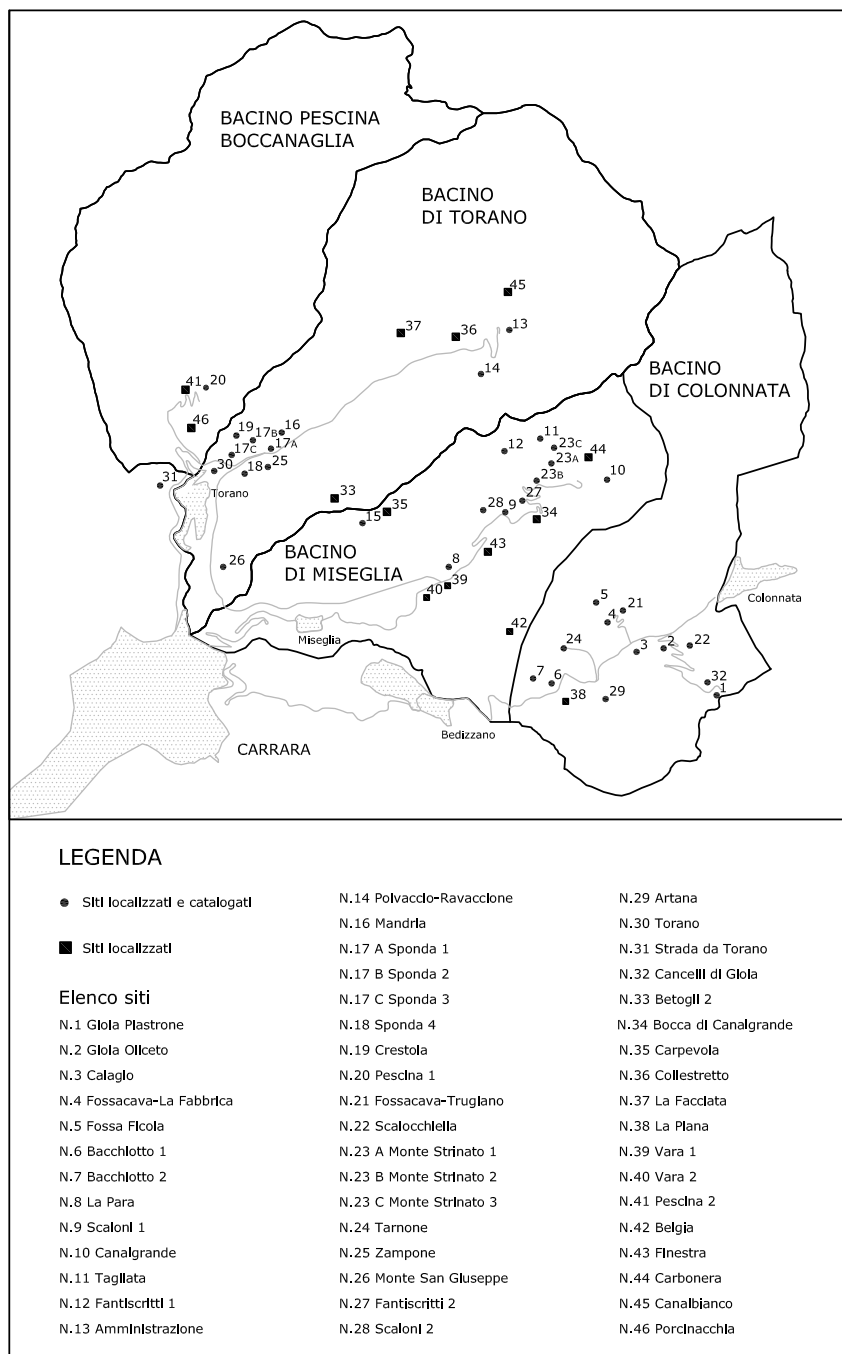 BACINO PESCINA
BOCCANAGLIA
BACINO
DI TORANO
BACINO
DI COLONNATA
BACINO
DI MISEGLIA
45
13
37
36
14
41
20
46
19
17B
16
17C
17A
30
18
25
31
Torano
33
35
15
26
12
11
23C
23A
44
23B
10
27
28
9
34
43
8
39
40
42
Miseglia
5
21
4
24
3
2
22
Colonnata
7
6
38
29
32
1
Bedizzano
CARRARA
LEGENDA
Siti localizzati e catalogati
Siti localizzati
Elenco siti
N.1 Gioia Piastrone
N.2 Gioia Oliceto
N.3 Calagio
N.4 Fossacava-La Fabbrica
N.5 Fossa Ficola
N.6 Bacchiotto 1
N.7 Bacchiotto 2
N.8 La Para
N.9 Scaloni 1
N.10 Canalgrande
N.11 Tagliata
N.12 Fantiscritti 1
N.13 Amministrazione
N.14 Polvaccio-Ravaccione
N.16 Mandria
N.17 A Sponda 1
N.17 B Sponda 2
N.17 C Sponda 3
N.18 Sponda 4
N.19 Crestola
N.20 Pescina 1
N.21 Fossacava-Trugiano
N.22 Scalocchiella
N.23 A Monte Strinato 1
N.23 B Monte Strinato 2
N.23 C Monte Strinato 3
N.24 Tarnone
N.25 Zampone
N.26 Monte San Giuseppe
N.27 Fantiscritti 2
N.28 Scaloni 2
N.29 Artana
N.30 Torano
N.31 Strada da Torano
N.32 Cancelli di Gioia
N.33 Betogli 2
N.34 Bocca di Canalgrande
N.35 Carpevola
N.36 Collestretto
N.37 La Facciata
N.38 La Piana
N.39 Vara 1
N.40 Vara 2
N.41 Pescina 2
N.42 Belgia
N.43 Finestra
N.44 Carbonera
N.45 Canalbianco
N.46 Porcinacchia